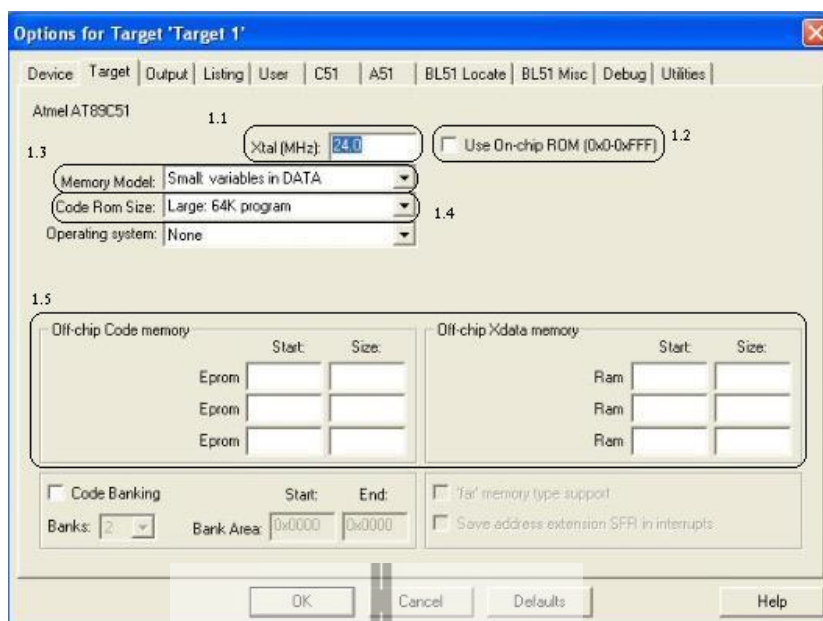 Options for Target 'Target 1'
Device Target Output Listing User C51 A51 BL51 Locate BL51 Misc Debug Utilities
Atmel AT89C51
1.1
Xtal (MHz): 24.0 Use On-chip ROM (0x0-0xFFF) 1.2
1.3
Memory Model: Small: variables in DATA
Code Rom Size: Large: 64K program 1.4
Operating system: None
1.5
Off-chip Code memory Off-chip Xdata memory
Start: Size: Start: Size:
Eprom Ram
Eprom Ram
Eprom Ram
Code Banking Start: End: 'far' memory type support
Banks: 2 Bank Area: 0x0000 0x0000 Save address extension SFR in interrupts
OK Cancel Defaults Help